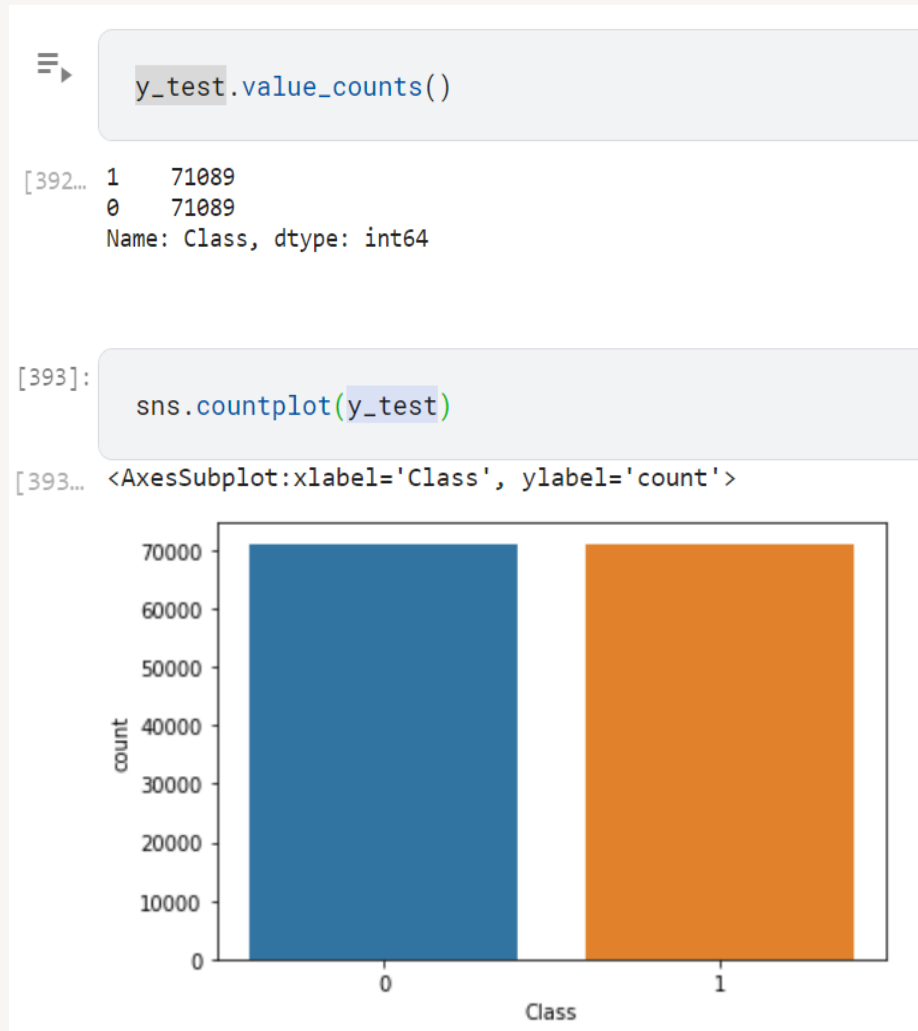 y_test.value_counts()
[392…
1    71089
0    71089
Name: Class, dtype: int64
[393]:
sns.countplot(y_test)
[393…
<AxesSubplot:xlabel='Class', ylabel='count'>
70000
60000
50000
40000
30000
20000
10000
0
count
0
1
Class